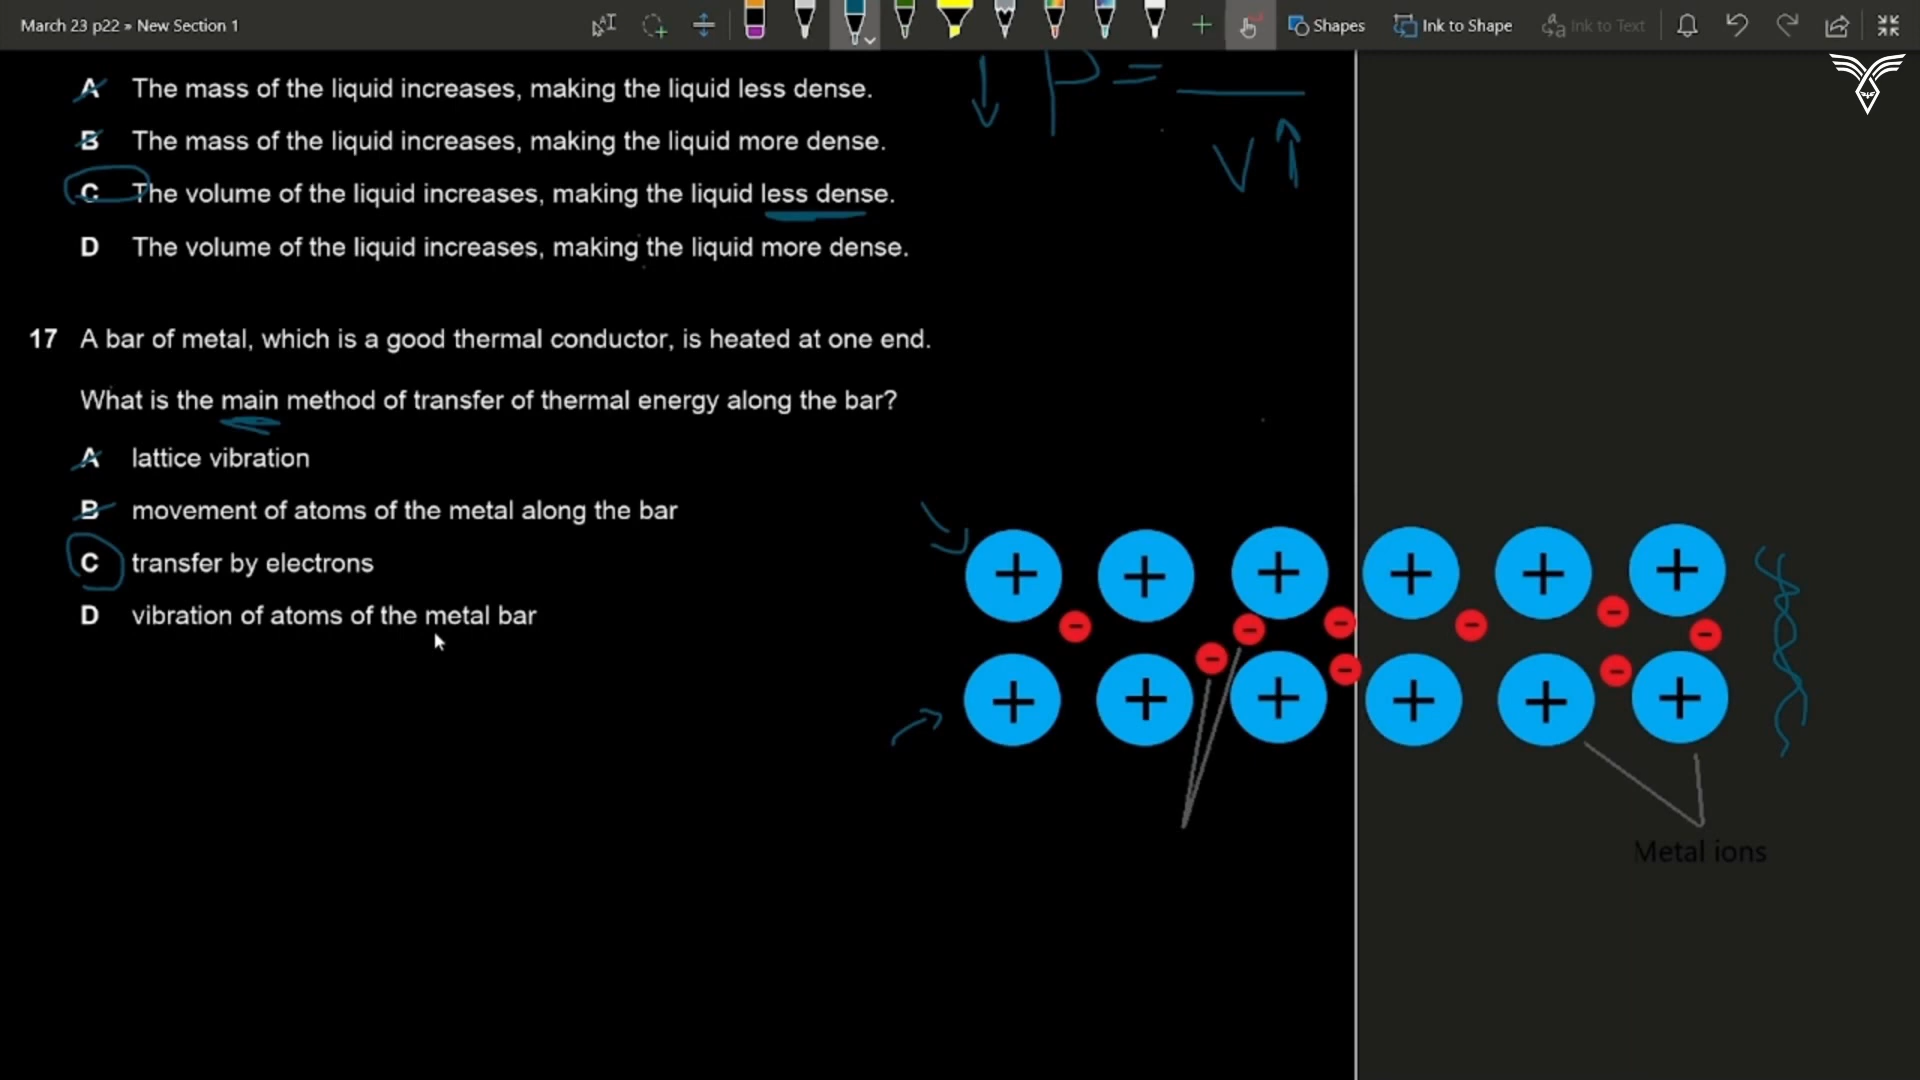 March 23 p22 » New Section 1
Shapes
Ink to Shape
Ink to Text
A The mass of the liquid increases, making the liquid less dense.
B The mass of the liquid increases, making the liquid more dense.
C The volume of the liquid increases, making the liquid less dense.
D The volume of the liquid increases, making the liquid more dense.
ρ =
V
17 A bar of metal, which is a good thermal conductor, is heated at one end.
What is the main method of transfer of thermal energy along the bar?
A lattice vibration
B movement of atoms of the metal along the bar
C transfer by electrons
D vibration of atoms of the metal bar
+ + + + + +
− − − − − − − − − −
+ + + + + +
Metal ions